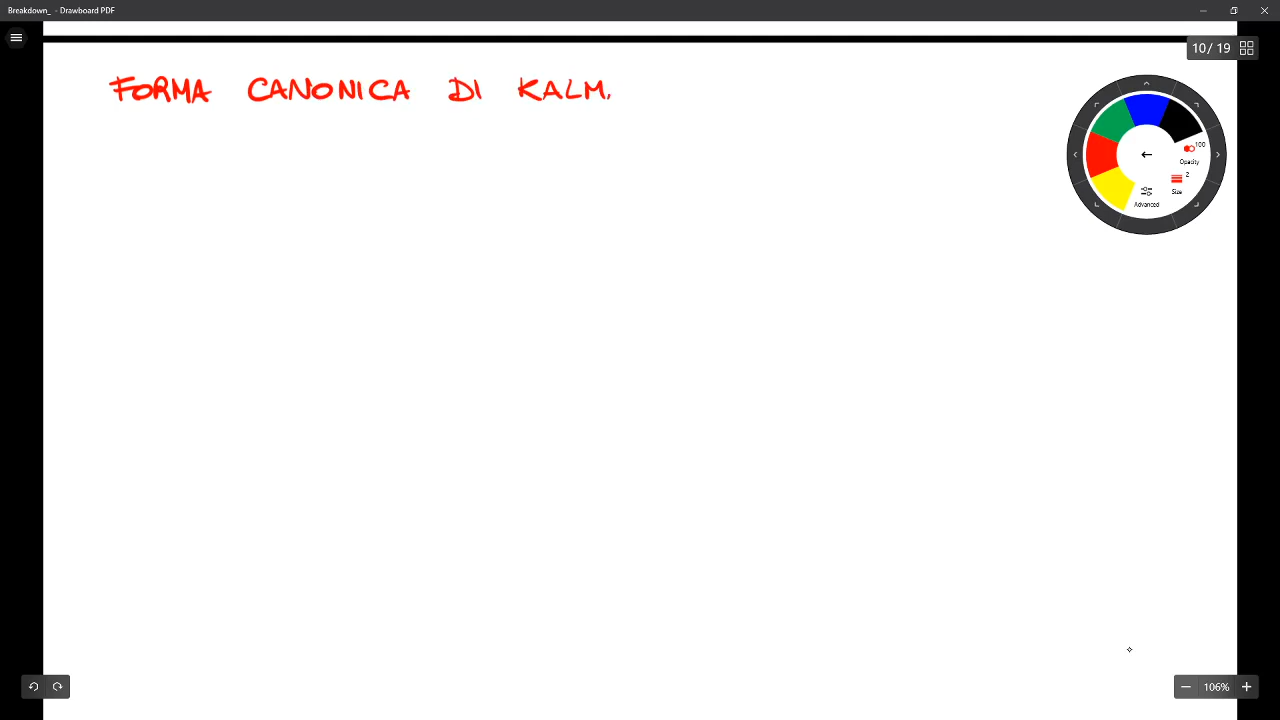 Breakdown_ - Drawboard PDF
10 / 19
FORMA CANONICA DI KALM.
100
Opacity
2
Size
Advanced
106%